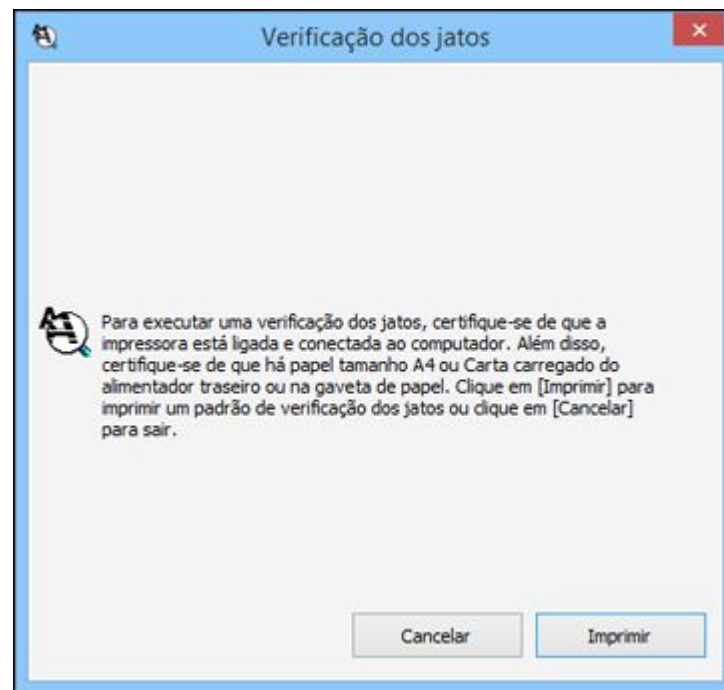 Verificação dos jatos
Para executar uma verificação dos jatos, certifique-se de que a
impressora está ligada e conectada ao computador. Além disso,
certifique-se de que há papel tamanho A4 ou Carta carregado do
alimentador traseiro ou na gaveta de papel. Clique em [Imprimir] para
imprimir um padrão de verificação dos jatos ou clique em [Cancelar]
para sair.
Cancelar
Imprimir